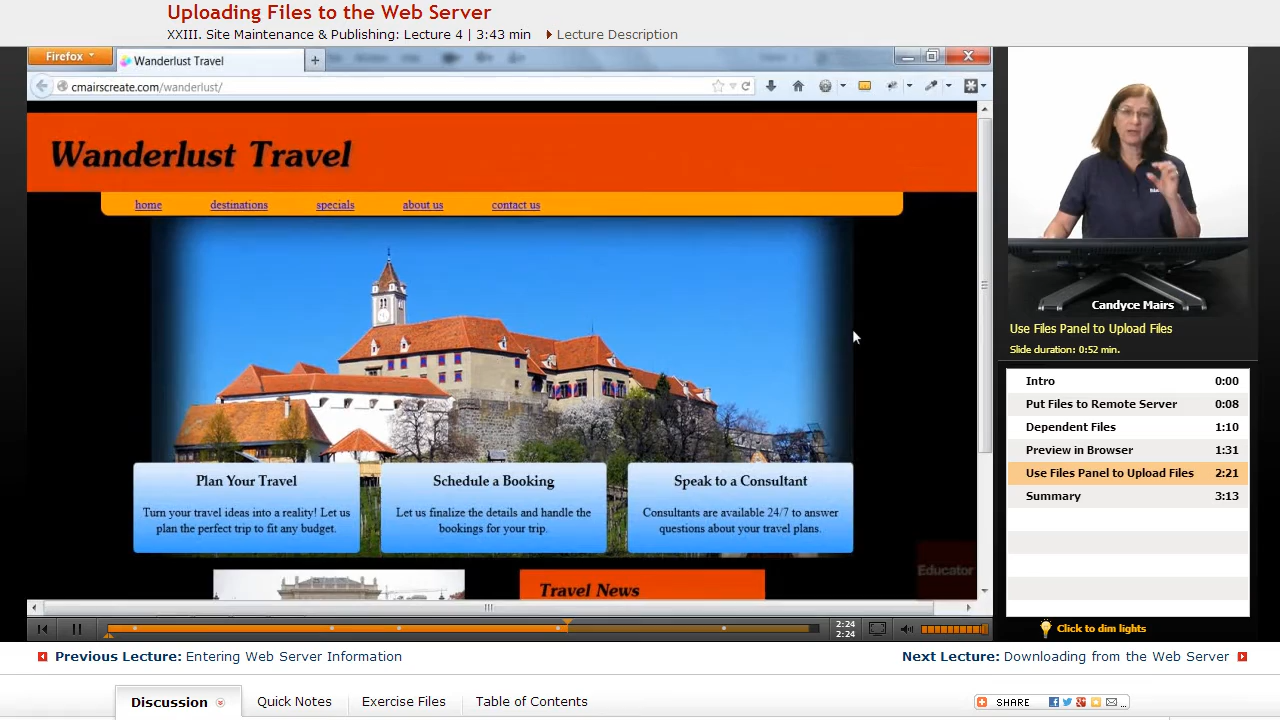 Uploading Files to the Web Server
XXIII. Site Maintenance & Publishing: Lecture 4 | 3:43 min
Lecture Description
Firefox
Wanderlust Travel
cmairscreate.com/wanderlust/
Wanderlust Travel
home destinations specials about us contact us
Plan Your Travel
Turn your travel ideas into a reality! Let us
plan the perfect trip to fit any budget.
Schedule a Booking
Let us finalize the details and handle the
bookings for your trip.
Speak to a Consultant
Consultants are available 24/7 to answer
questions about your travel plans.
Travel News
Educator
2:24
2:24
Candyce Mairs
Use Files Panel to Upload Files
Slide duration: 0:52 min.
Intro 0:00
Put Files to Remote Server 0:08
Dependent Files 1:10
Preview in Browser 1:31
Use Files Panel to Upload Files 2:21
Summary 3:13
Click to dim lights
Previous Lecture: Entering Web Server Information
Next Lecture: Downloading from the Web Server
Discussion
Quick Notes
Exercise Files
Table of Contents
SHARE